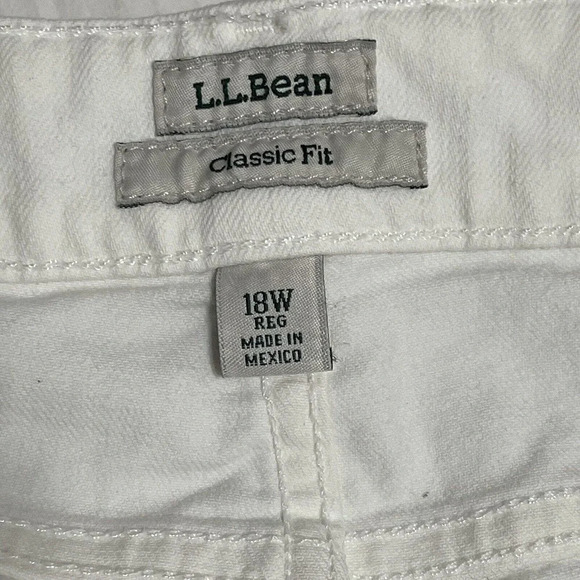 L.L.Bean
Classic Fit
18W
REG
MADE IN
MEXICO